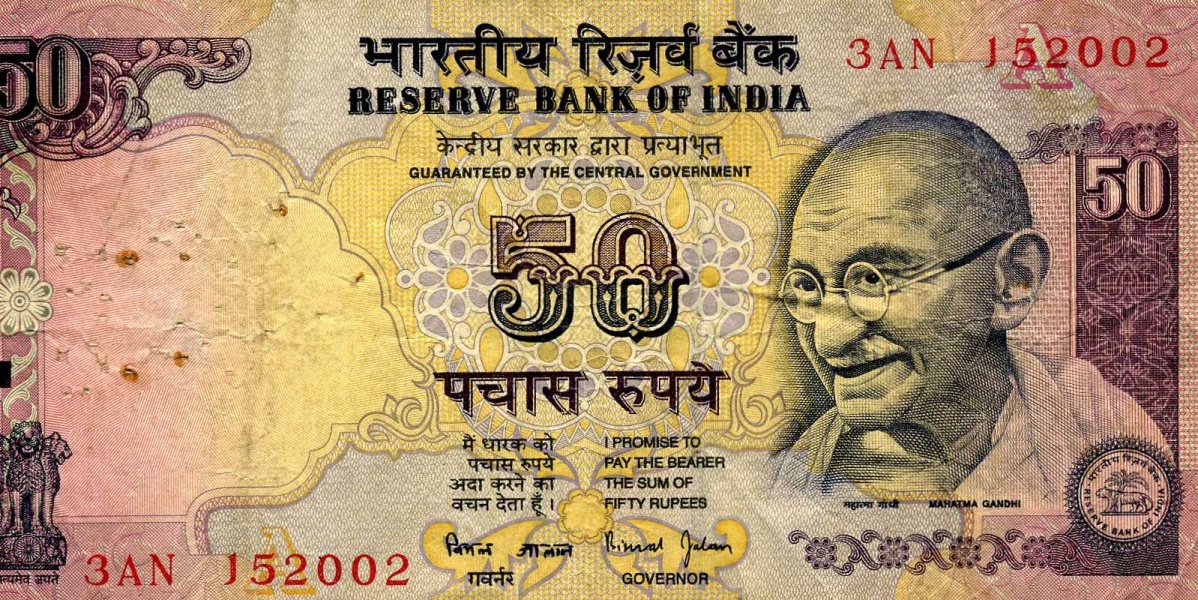 50
भारतीय रिज़र्व बैंक
RESERVE BANK OF INDIA
3AN 152002
A
केन्द्रीय सरकार द्वारा प्रत्याभूत
GUARANTEED BY THE CENTRAL GOVERNMENT
50
50
पचास रुपये
मैं धारक को
पचास रुपये
अदा करने का
वचन देता हूँ।
I PROMISE TO
PAY THE BEARER
THE SUM OF
FIFTY RUPEES
महात्मा गांधी
MAHATMA GANDHI
भारतीय रिज़र्व बैंक
RESERVE BANK OF INDIA
बिमल जालान
Bimal Jalan
गवर्नर
GOVERNOR
सत्यमेव जयते
3AN 152002
A